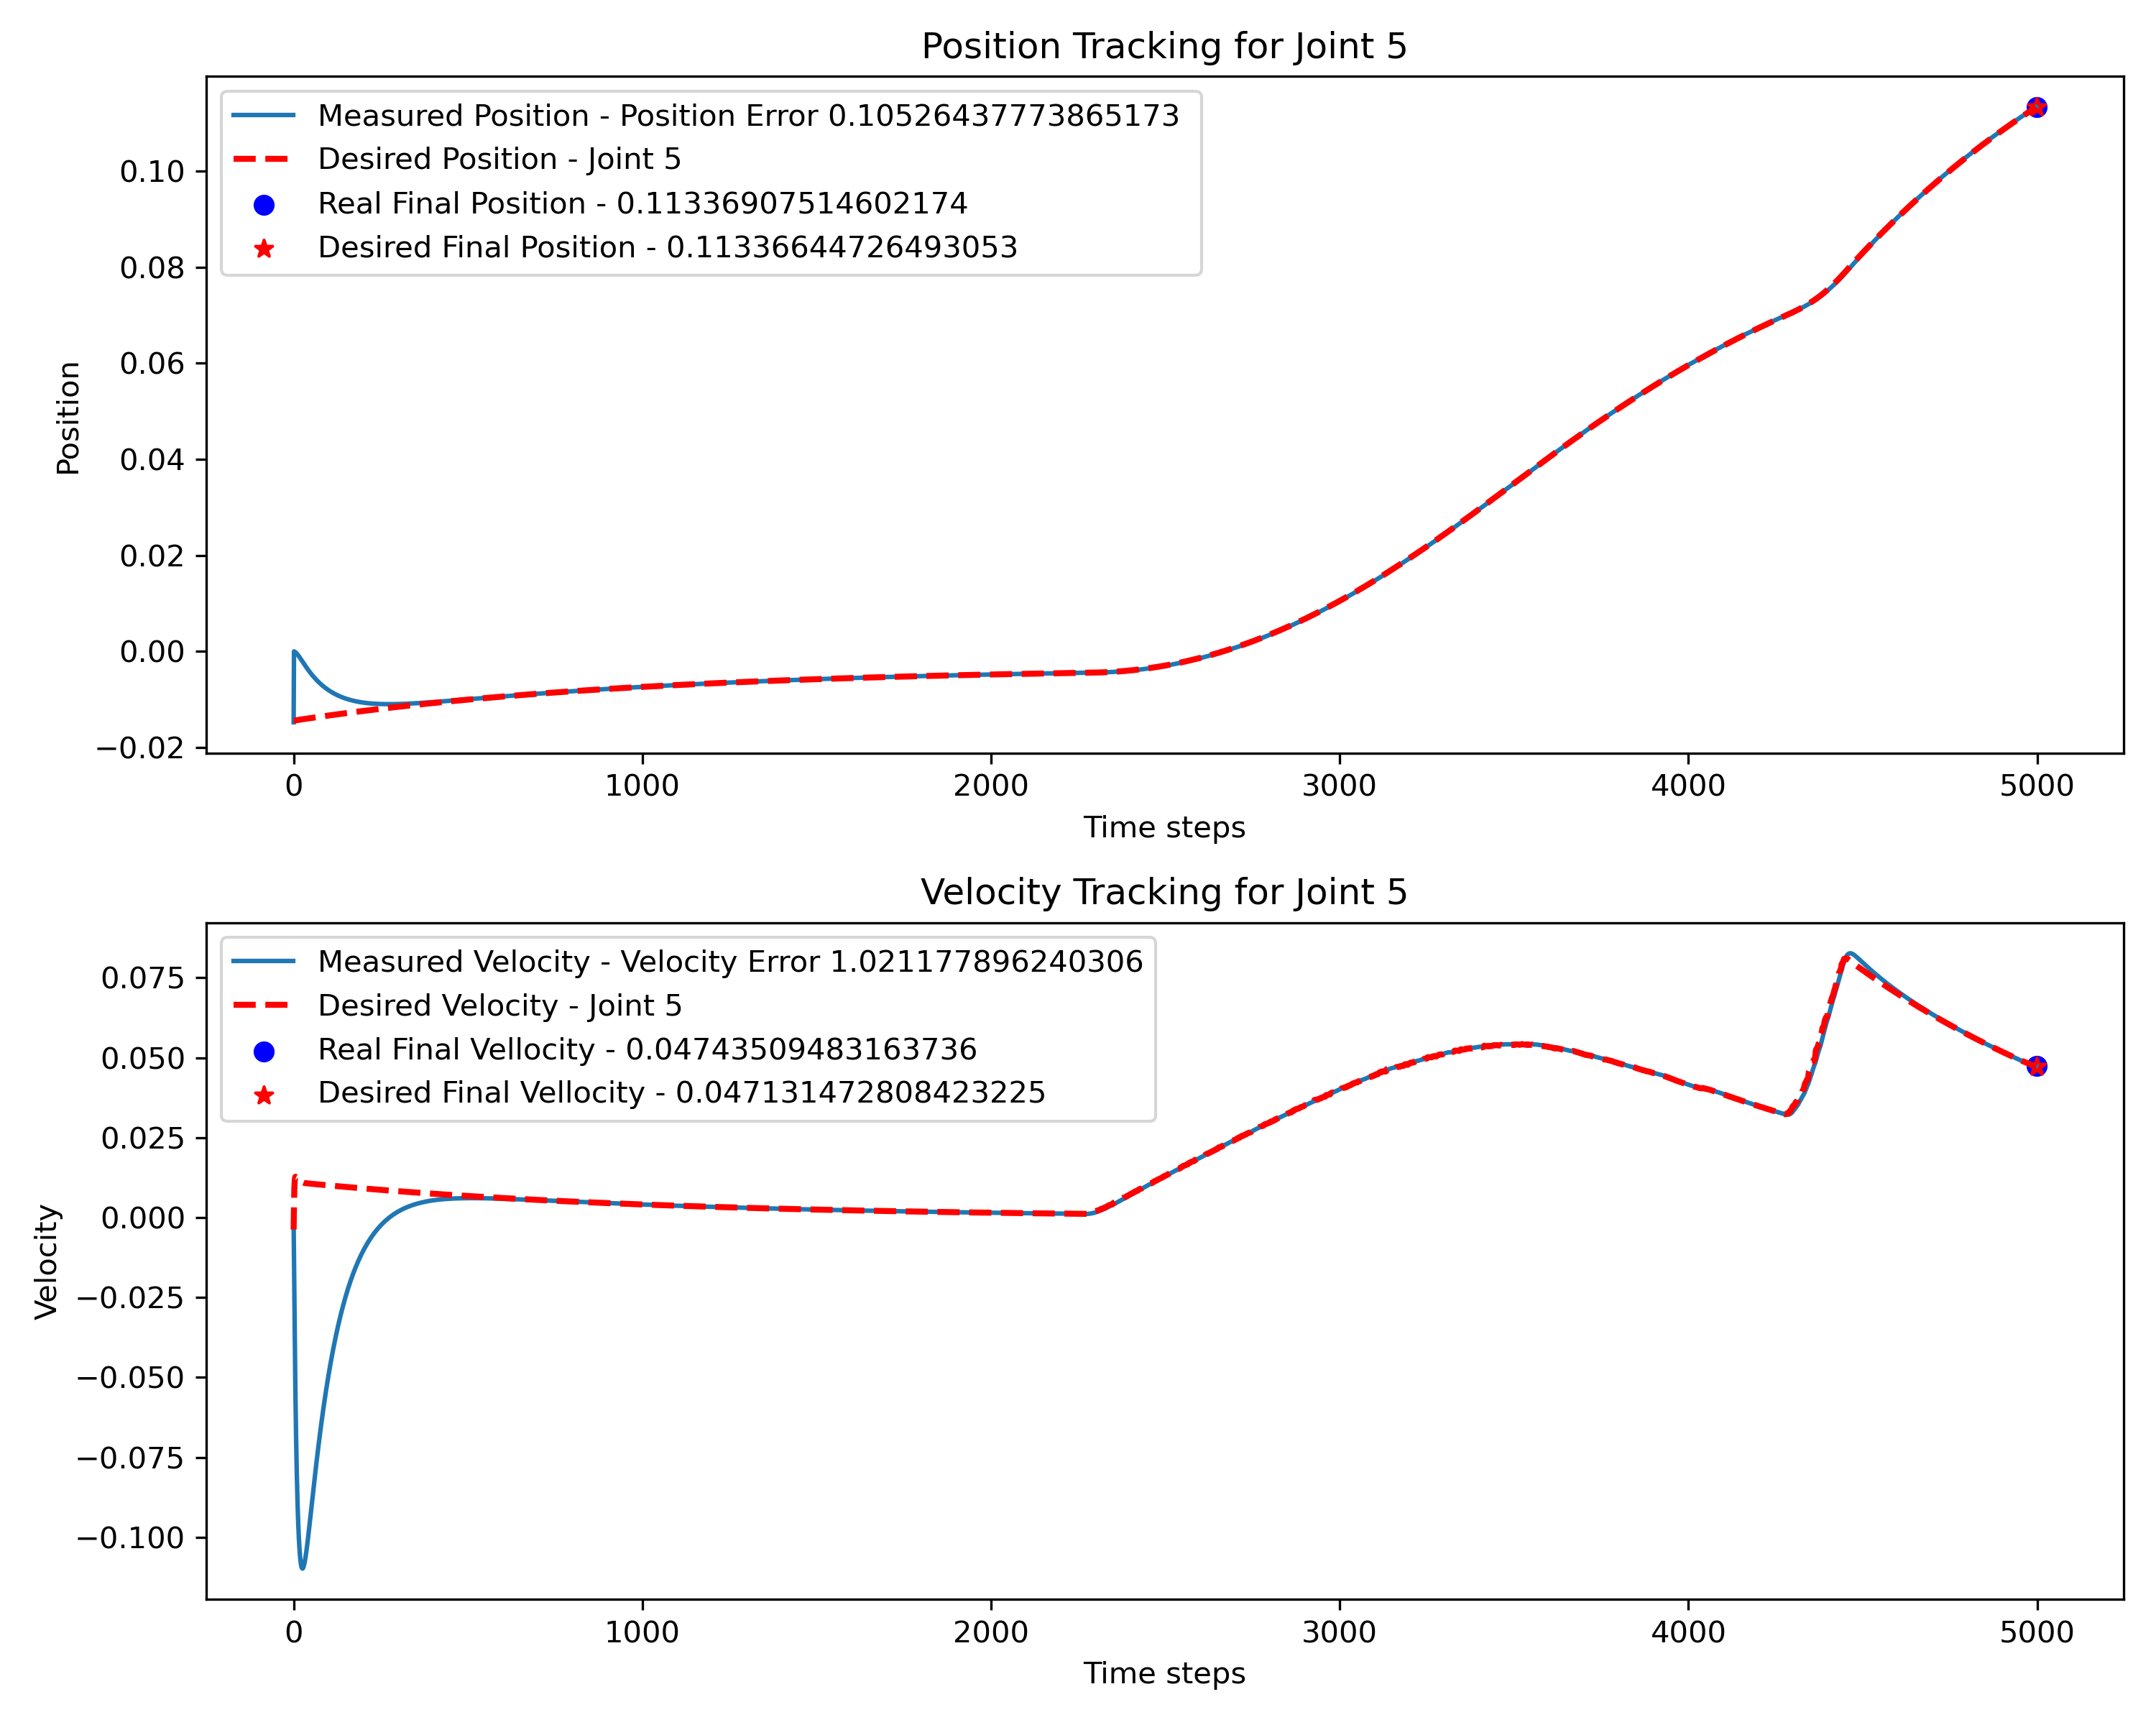 Position Tracking for Joint 5
Measured Position - Position Error 0.10526437773865173
Desired Position - Joint 5
Real Final Position - 0.11336907514602174
Desired Final Position - 0.11336644726493053
Position
0.10
0.08
0.06
0.04
0.02
0.00
−0.02
0 1000 2000 3000 4000 5000
Time steps
Velocity Tracking for Joint 5
Measured Velocity - Velocity Error 1.021177896240306
Desired Velocity - Joint 5
Real Final Vellocity - 0.04743509483163736
Desired Final Vellocity - 0.047131472808423225
Velocity
0.075
0.050
0.025
0.000
−0.025
−0.050
−0.075
−0.100
0 1000 2000 3000 4000 5000
Time steps